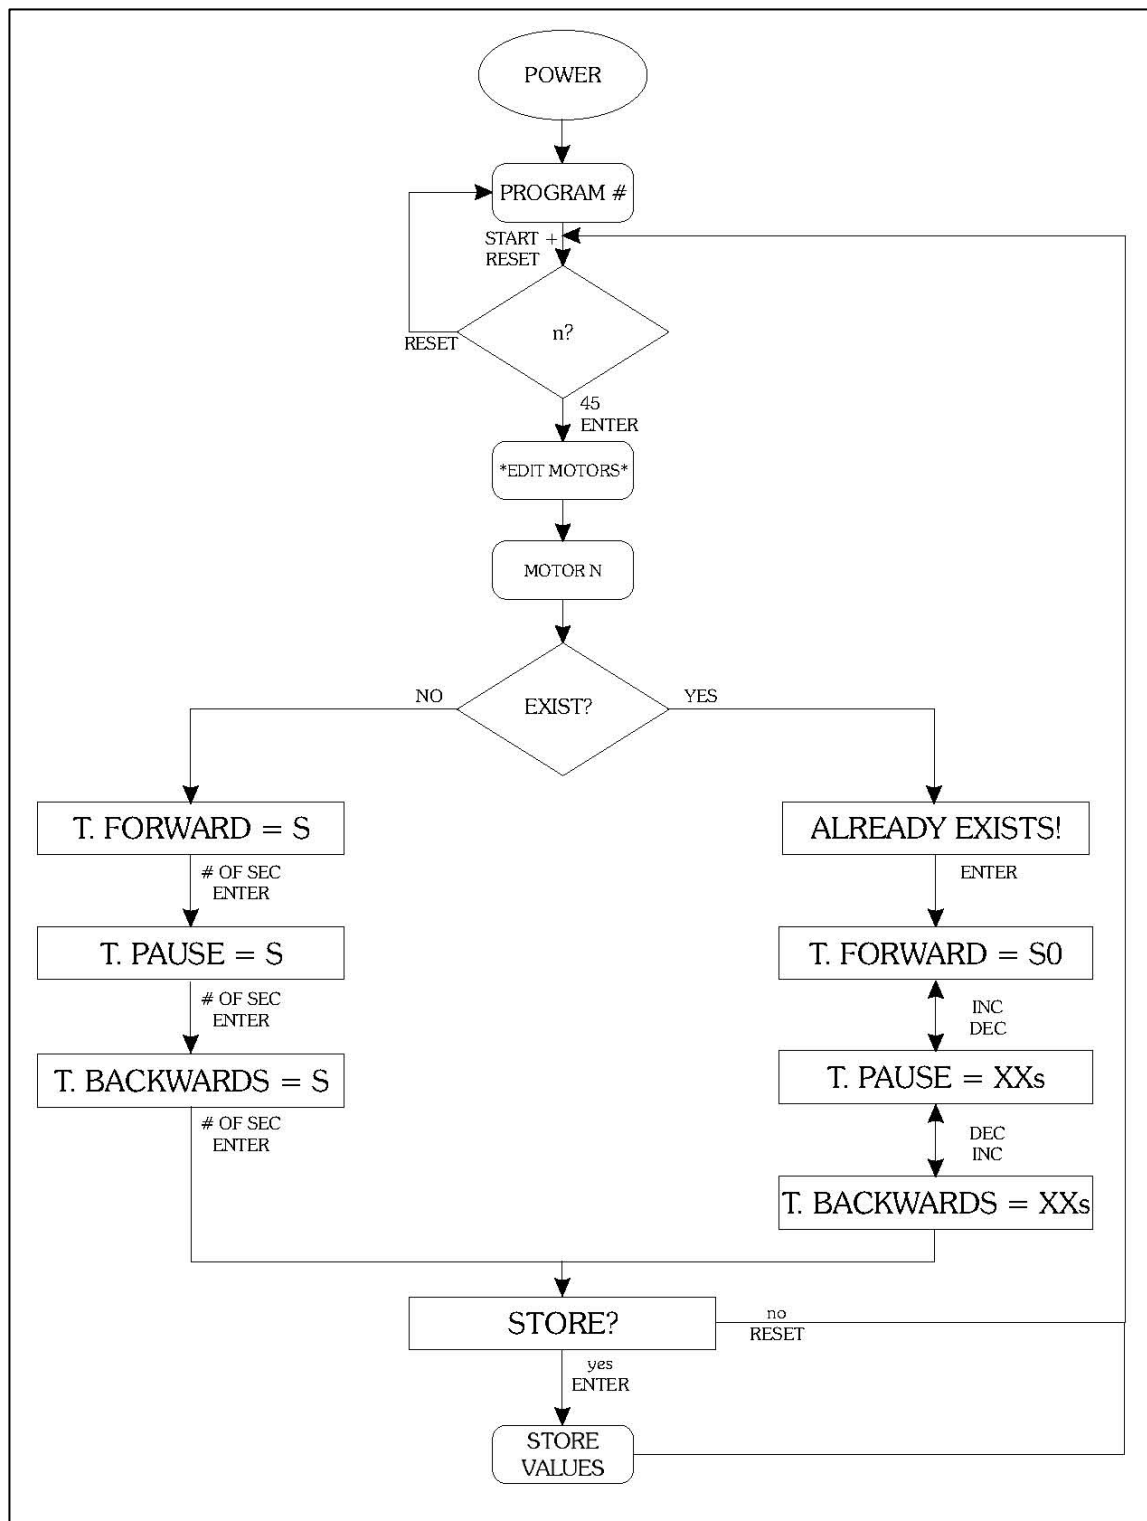 POWER
PROGRAM #
START +
RESET
n?
RESET
45
ENTER
*EDIT MOTORS*
MOTOR N
EXIST?
NO
YES
T. FORWARD = S
# OF SEC
ENTER
T. PAUSE = S
# OF SEC
ENTER
T. BACKWARDS = S
# OF SEC
ENTER
ALREADY EXISTS!
ENTER
T. FORWARD = S0
INC
DEC
T. PAUSE = XXs
DEC
INC
T. BACKWARDS = XXs
STORE?
no
RESET
yes
ENTER
STORE
VALUES